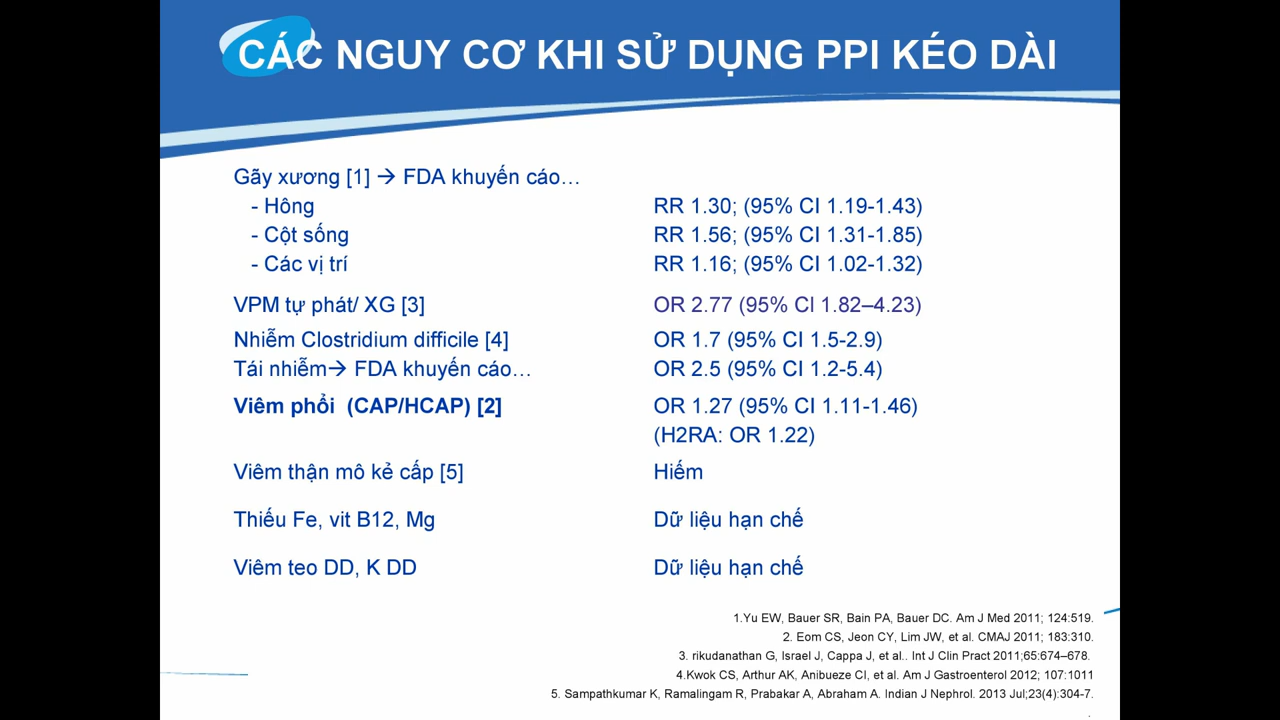 CÁC NGUY CƠ KHI SỬ DỤNG PPI KÉO DÀI
Gãy xương [1] → FDA khuyến cáo…
- Hông RR 1.30; (95% CI 1.19-1.43)
- Cột sống RR 1.56; (95% CI 1.31-1.85)
- Các vị trí RR 1.16; (95% CI 1.02-1.32)
VPM tự phát/ XG [3] OR 2.77 (95% CI 1.82–4.23)
Nhiễm Clostridium difficile [4] OR 1.7 (95% CI 1.5-2.9)
Tái nhiễm→ FDA khuyến cáo… OR 2.5 (95% CI 1.2-5.4)
Viêm phổi (CAP/HCAP) [2] OR 1.27 (95% CI 1.11-1.46)
(H2RA: OR 1.22)
Viêm thận mô kẻ cấp [5] Hiếm
Thiếu Fe, vit B12, Mg Dữ liệu hạn chế
Viêm teo DD, K DD Dữ liệu hạn chế
1.Yu EW, Bauer SR, Bain PA, Bauer DC. Am J Med 2011; 124:519.
2. Eom CS, Jeon CY, Lim JW, et al. CMAJ 2011; 183:310.
3. rikudanathan G, Israel J, Cappa J, et al.. Int J Clin Pract 2011;65:674–678.
4.Kwok CS, Arthur AK, Anibueze CI, et al. Am J Gastroenterol 2012; 107:1011
5. Sampathkumar K, Ramalingam R, Prabakar A, Abraham A. Indian J Nephrol. 2013 Jul;23(4):304-7.
.